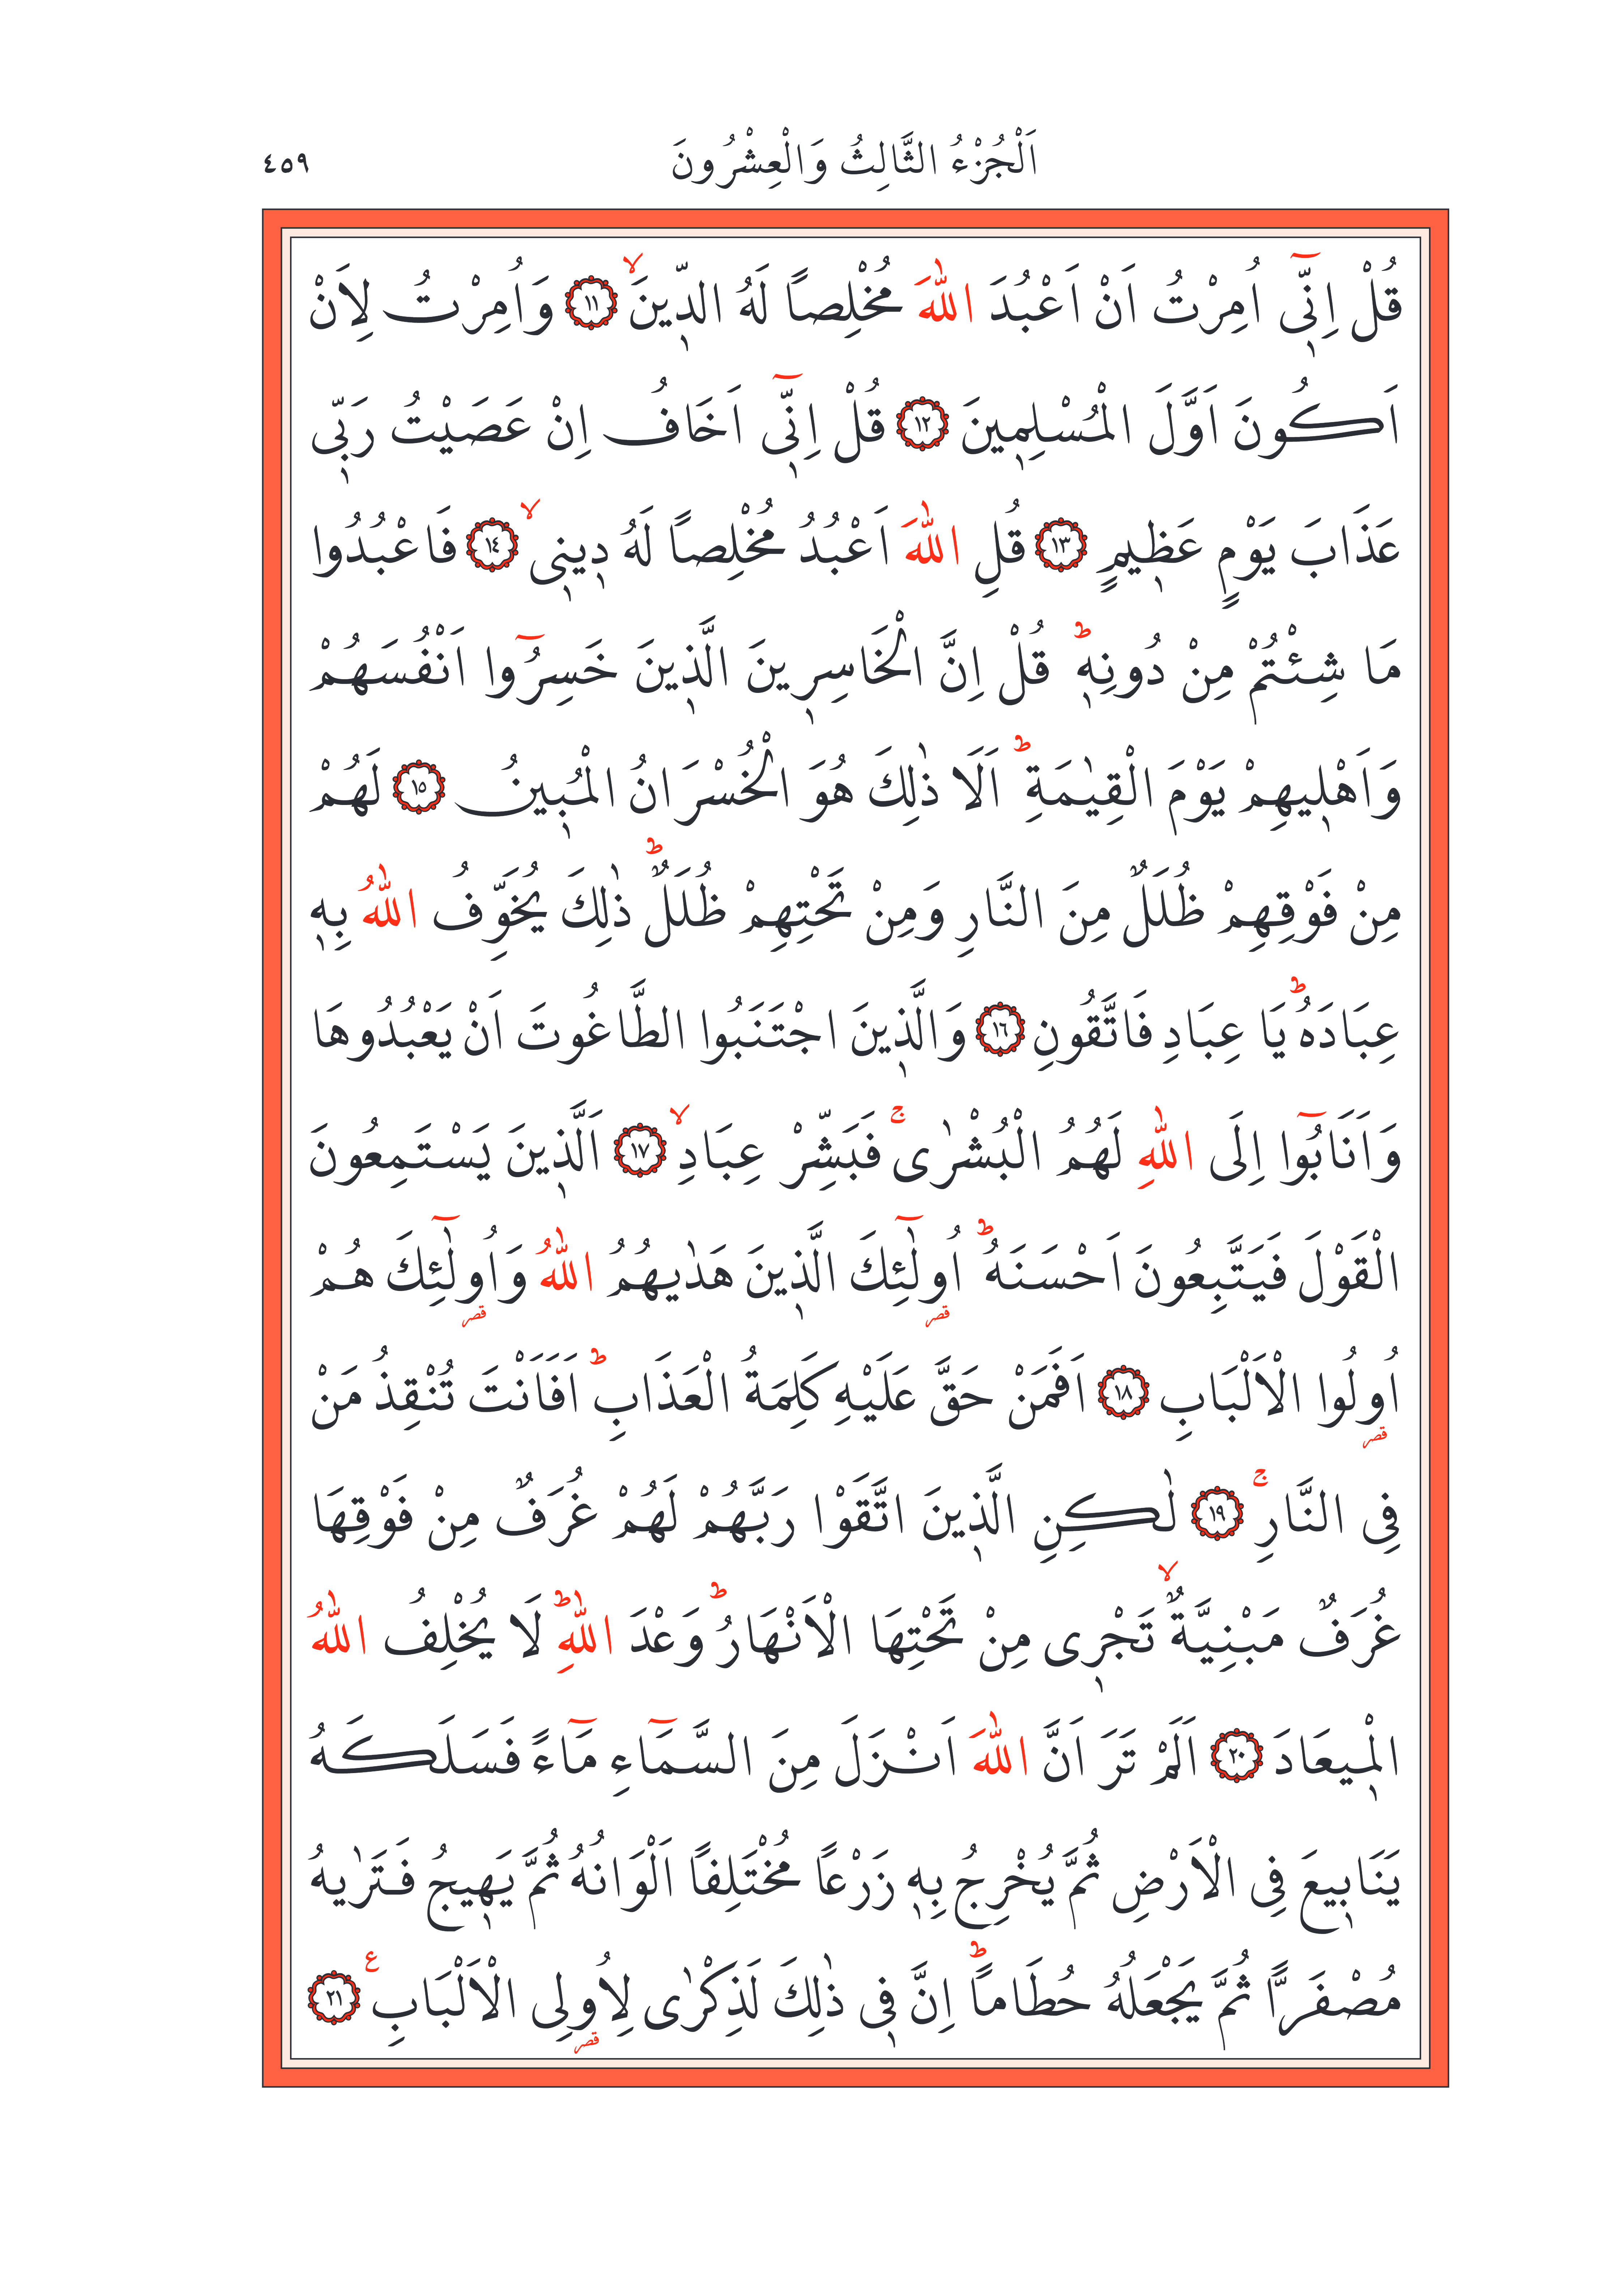 اَلْجُزْءُ الثَّالِثُ وَالْعِشْرُونَ ٤٥٩
قُلْ اِنّ۪ٓى اُمِرْتُ اَنْ اَعْبُدَ اللّٰهَ مُخْلِصاً لَهُ الدّ۪ينَۙ ﴿١١﴾ وَاُمِرْتُ لِاَنْ
اَكُونَ اَوَّلَ الْمُسْلِم۪ينَ ﴿١٢﴾ قُلْ اِنّ۪ٓى اَخَافُ اِنْ عَصَيْتُ رَبّ۪ى
عَذَابَ يَوْمٍ عَظ۪يمٍ ﴿١٣﴾ قُلِ اللّٰهَ اَعْبُدُ مُخْلِصاً لَهُ د۪ين۪ىۙ ﴿١٤﴾ فَاعْبُدُوا
مَا شِئْتُمْ مِنْ دُونِه۪ۜ قُلْ اِنَّ الْخَاسِر۪ينَ الَّذ۪ينَ خَسِرُٓوا اَنْفُسَهُمْ
وَاَهْل۪يهِمْ يَوْمَ الْقِيٰمَةِۜ اَلَا ذٰلِكَ هُوَ الْخُسْرَانُ الْمُب۪ينُ ﴿١٥﴾ لَهُمْ
مِنْ فَوْقِهِمْ ظُلَلٌ مِنَ النَّارِ وَمِنْ تَحْتِهِمْ ظُلَلٌۜ ذٰلِكَ يُخَوِّفُ اللّٰهُ بِه۪
عِبَادَهُۜ يَا عِبَادِ فَاتَّقُونِ ﴿١٦﴾ وَالَّذ۪ينَ اجْتَنَبُوا الطَّاغُوتَ اَنْ يَعْبُدُوهَا
وَاَنَابُٓوا اِلَى اللّٰهِ لَهُمُ الْبُشْرٰىۚ فَبَشِّرْ عِبَادِۙ ﴿١٧﴾ اَلَّذ۪ينَ يَسْتَمِعُونَ
الْقَوْلَ فَيَتَّبِعُونَ اَحْسَنَهُۜ اُو۬لٰٓئِكَ الَّذ۪ينَ هَدٰيهُمُ اللّٰهُ وَاُو۬لٰٓئِكَ هُمْ
اُو۬لُوا الْاَلْبَابِ ﴿١٨﴾ اَفَمَنْ حَقَّ عَلَيْهِ كَلِمَةُ الْعَذَابِۜ اَفَاَنْتَ تُنْقِذُ مَنْ
فِى النَّارِۚ ﴿١٩﴾ لٰكِنِ الَّذ۪ينَ اتَّقَوْا رَبَّهُمْ لَهُمْ غُرَفٌ مِنْ فَوْقِهَا
غُرَفٌ مَبْنِيَّةٌۙ تَجْر۪ى مِنْ تَحْتِهَا الْاَنْهَارُۜ وَعْدَ اللّٰهِۜ لَا يُخْلِفُ اللّٰهُ
الْم۪يعَادَ ﴿٢٠﴾ اَلَمْ تَرَ اَنَّ اللّٰهَ اَنْزَلَ مِنَ السَّمَٓاءِ مَٓاءً فَسَلَكَهُ
يَنَاب۪يعَ فِى الْاَرْضِ ثُمَّ يُخْرِجُ بِه۪ زَرْعاً مُخْتَلِفاً اَلْوَانُهُ ثُمَّ يَه۪يجُ فَتَرٰيهُ
مُصْفَراًّ ثُمَّ يَجْعَلُهُ حُطَاماًۜ اِنَّ ف۪ى ذٰلِكَ لَذِكْرٰى لِاُو۬لِى الْاَلْبَابِ۟ ﴿٢١﴾